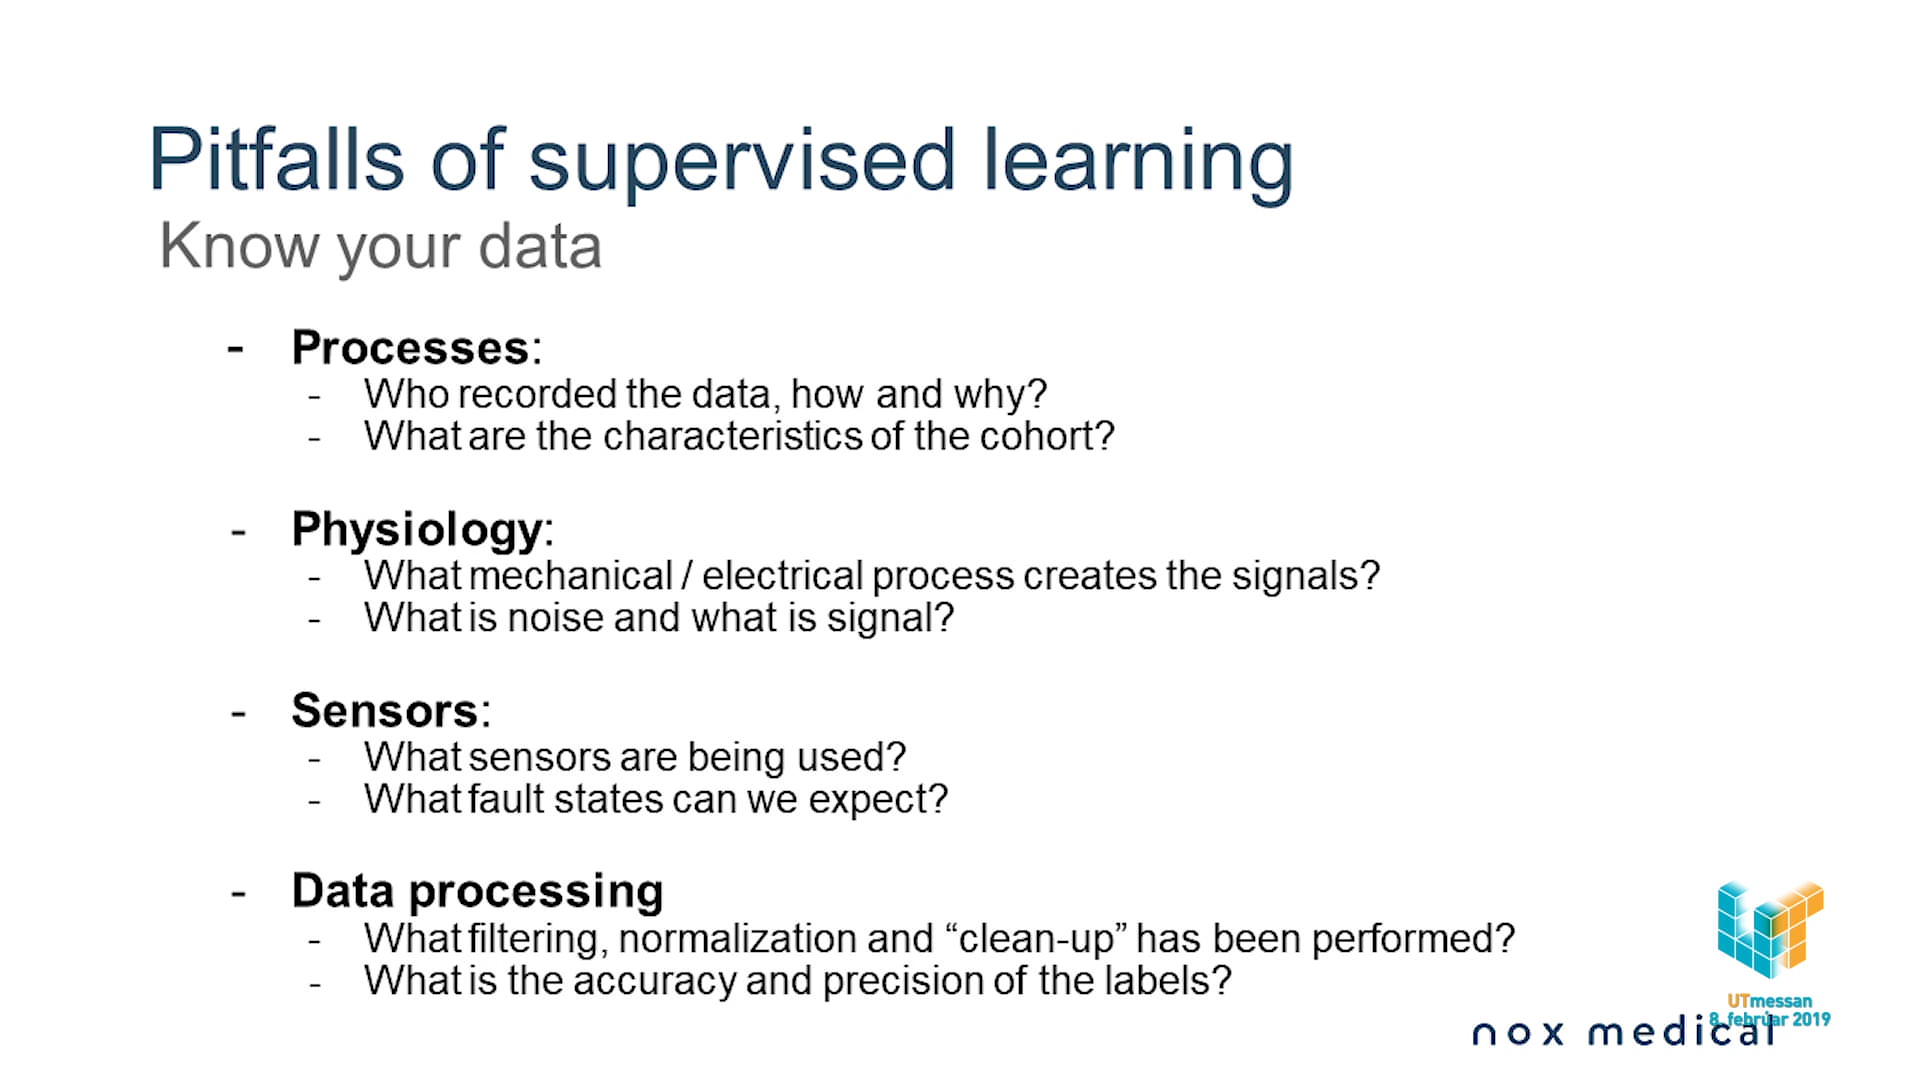 Pitfalls of supervised learning
Know your data
- Processes:
- Who recorded the data, how and why?
- What are the characteristics of the cohort?
- Physiology:
- What mechanical / electrical process creates the signals?
- What is noise and what is signal?
- Sensors:
- What sensors are being used?
- What fault states can we expect?
- Data processing
- What filtering, normalization and “clean-up” has been performed?
- What is the accuracy and precision of the labels?
UTmessan
8. febrúar 2019
nox medical